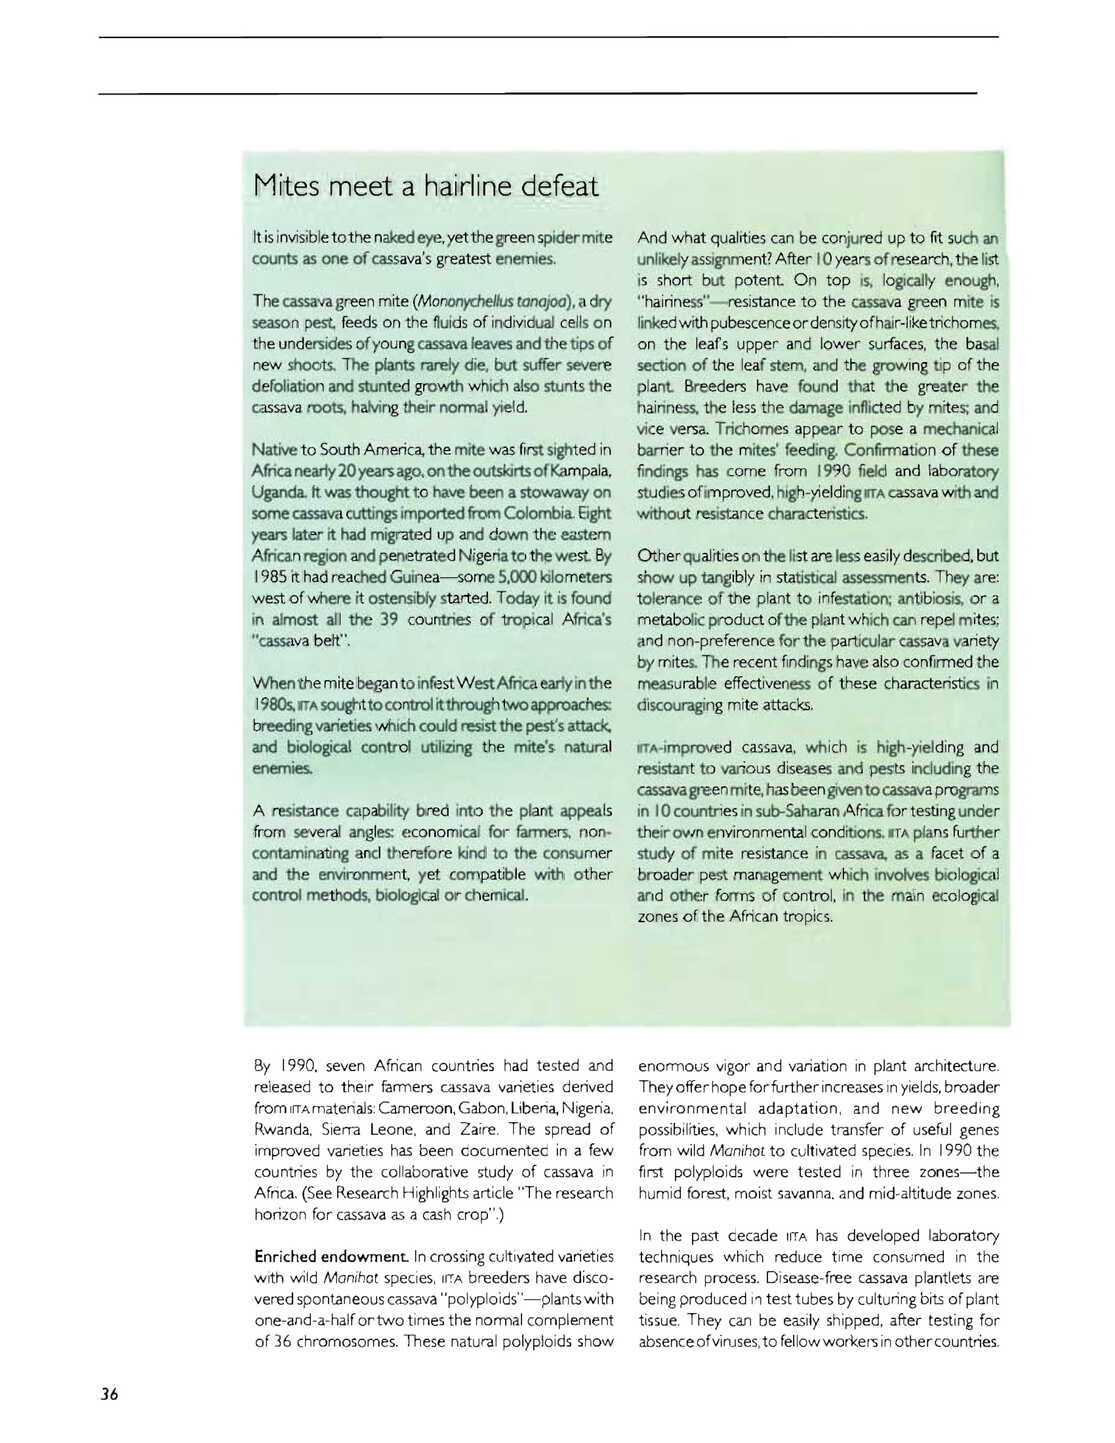 Mites meet a hairline defeat
It is invisible to the naked eye, yet the green spider mite
counts as one of cassava's greatest enemies.
The cassava green mite (Mononychellus tanajoa), a dry
season pest, feeds on the fluids of individual cells on
the undersides of young cassava leaves and the tips of
new shoots. The plants rarely die, but suffer severe
defoliation and stunted growth which also stunts the
cassava roots, halving their normal yield.
Native to South America, the mite was first sighted in
Africa nearly 20 years ago, on the outskirts of Kampala,
Uganda. It was thought to have been a stowaway on
some cassava cuttings imported from Colombia. Eight
years later it had migrated up and down the eastern
African region and penetrated Nigeria to the west. By
1985 it had reached Guinea—some 5,000 kilometers
west of where it ostensibly started. Today it is found
in almost all the 39 countries of tropical Africa's
"cassava belt".
When the mite began to infest West Africa early in the
1980s, IITA sought to control it through two approaches:
breeding varieties which could resist the pest's attack,
and biological control utilizing the mite's natural
enemies.
A resistance capability bred into the plant appeals
from several angles: economical for farmers, non-
contaminating and therefore kind to the consumer
and the environment, yet compatible with other
control methods, biological or chemical.
And what qualities can be conjured up to fit such an
unlikely assignment? After 10 years of research, the list
is short but potent. On top is, logically enough,
"hairiness"—resistance to the cassava green mite is
linked with pubescence or density of hair-like trichomes,
on the leaf's upper and lower surfaces, the basal
section of the leaf stem, and the growing tip of the
plant. Breeders have found that the greater the
hairiness, the less the damage inflicted by mites; and
vice versa. Trichomes appear to pose a mechanical
barrier to the mites' feeding. Confirmation of these
findings has come from 1990 field and laboratory
studies of improved, high-yielding IITA cassava with and
without resistance characteristics.
Other qualities on the list are less easily described, but
show up tangibly in statistical assessments. They are:
tolerance of the plant to infestation; antibiosis, or a
metabolic product of the plant which can repel mites;
and non-preference for the particular cassava variety
by mites. The recent findings have also confirmed the
measurable effectiveness of these characteristics in
discouraging mite attacks.
IITA-improved cassava, which is high-yielding and
resistant to various diseases and pests including the
cassava green mite, has been given to cassava programs
in 10 countries in sub-Saharan Africa for testing under
their own environmental conditions. IITA plans further
study of mite resistance in cassava, as a facet of a
broader pest management which involves biological
and other forms of control, in the main ecological
zones of the African tropics.
By 1990, seven African countries had tested and
released to their farmers cassava varieties derived
from IITA materials: Cameroon, Gabon, Liberia, Nigeria,
Rwanda, Sierra Leone, and Zaire. The spread of
improved varieties has been documented in a few
countries by the collaborative study of cassava in
Africa. (See Research Highlights article "The research
horizon for cassava as a cash crop".)
Enriched endowment. In crossing cultivated varieties
with wild Manihot species, IITA breeders have disco-
vered spontaneous cassava "polyploids"—plants with
one-and-a-half or two times the normal complement
of 36 chromosomes. These natural polyploids show
enormous vigor and variation in plant architecture.
They offer hope for further increases in yields, broader
environmental adaptation, and new breeding
possibilities, which include transfer of useful genes
from wild Manihot to cultivated species. In 1990 the
first polyploids were tested in three zones—the
humid forest, moist savanna, and mid-altitude zones.
In the past decade IITA has developed laboratory
techniques which reduce time consumed in the
research process. Disease-free cassava plantlets are
being produced in test tubes by culturing bits of plant
tissue. They can be easily shipped, after testing for
absence of viruses, to fellow workers in other countries.
36